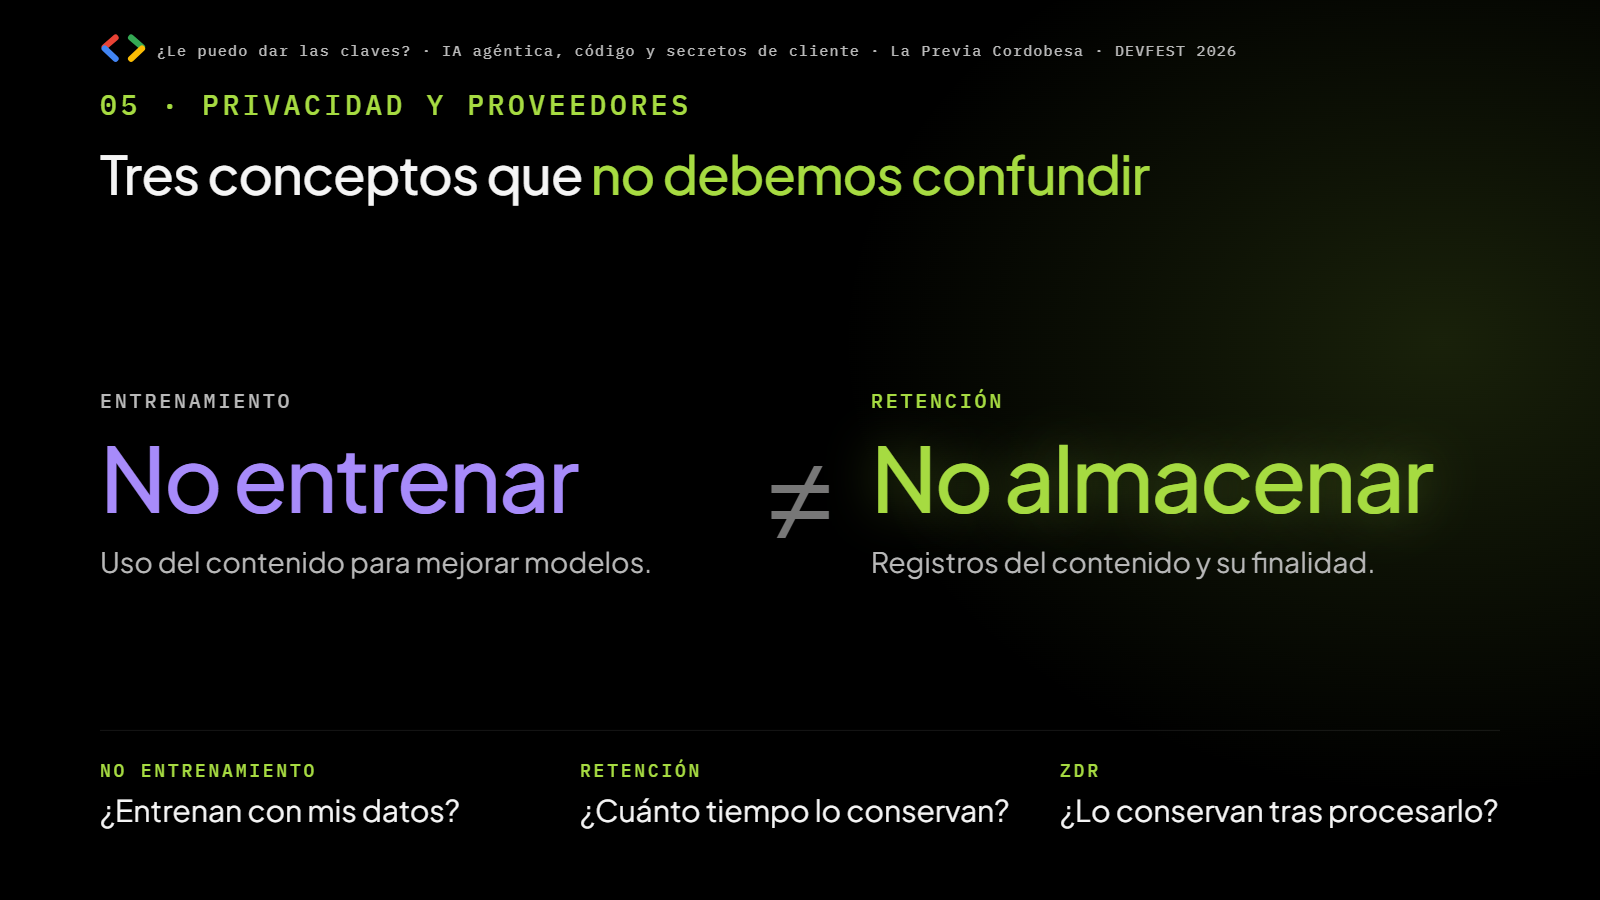 ¿Le puedo dar las claves? · IA agéntica, código y secretos de cliente · La Previa Cordobesa · DEVFEST 2026
05 · PRIVACIDAD Y PROVEEDORES
Tres conceptos que no debemos confundir
ENTRENAMIENTO
No entrenar
Uso del contenido para mejorar modelos.
≠
RETENCIÓN
No almacenar
Registros del contenido y su finalidad.
NO ENTRENAMIENTO
¿Entrenan con mis datos?
RETENCIÓN
¿Cuánto tiempo lo conservan?
ZDR
¿Lo conservan tras procesarlo?